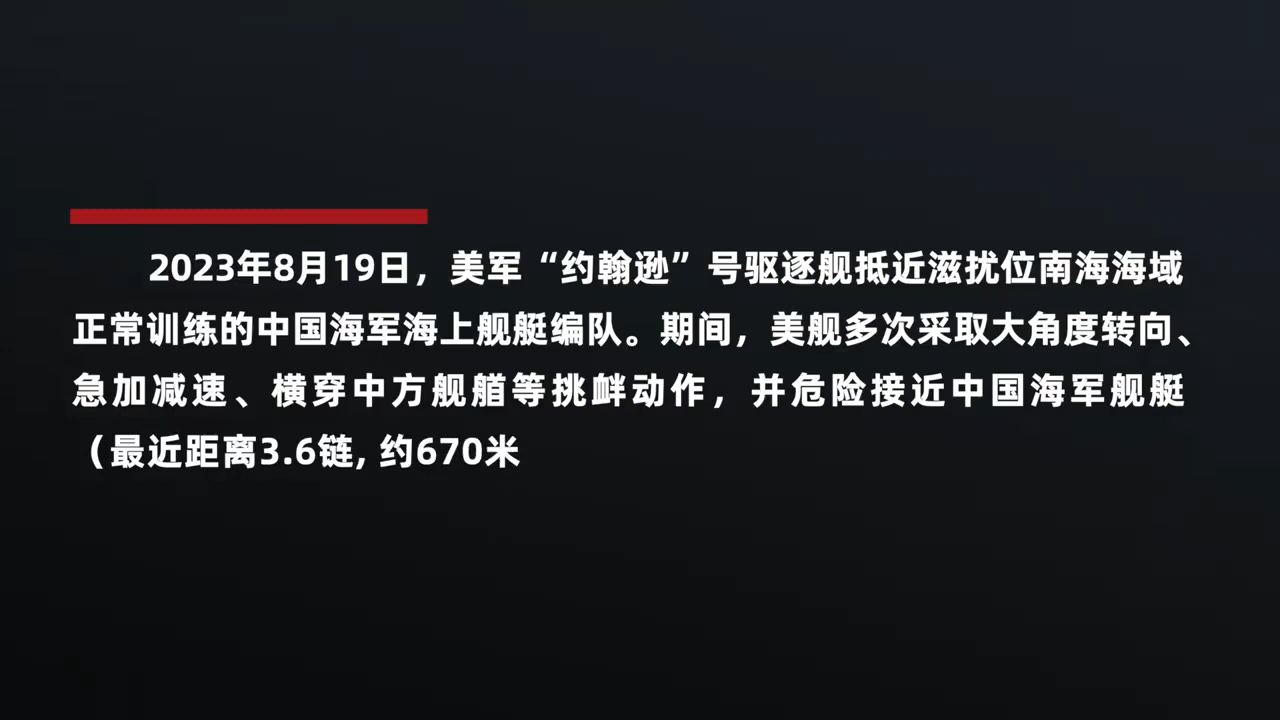 2023年8月19日，美军“约翰逊”号驱逐舰抵近滋扰位南海海域
正常训练的中国海军海上舰艇编队。期间，美舰多次采取大角度转向、
急加减速、横穿中方舰艏等挑衅动作，并危险接近中国海军舰艇
（最近距离3.6链, 约670米